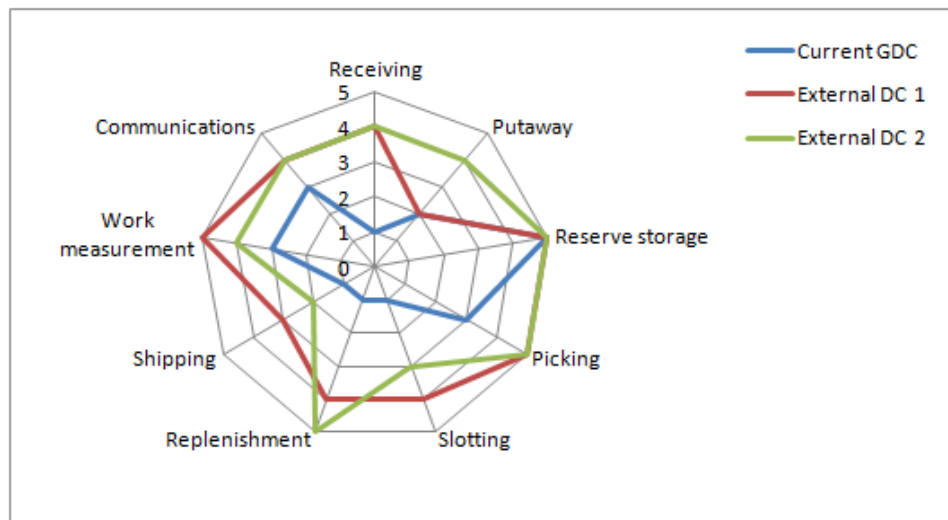 Receiving
Putaway
Reserve storage
Picking
Slotting
Replenishment
Shipping
Work
measurement
Communications
5
4
3
2
1
0
Current GDC
External DC 1
External DC 2